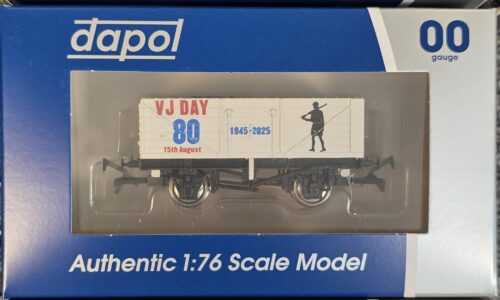 dapol
00
gauge
VJ DAY
80
15th August
1945-2025
Authentic 1:76 Scale Model